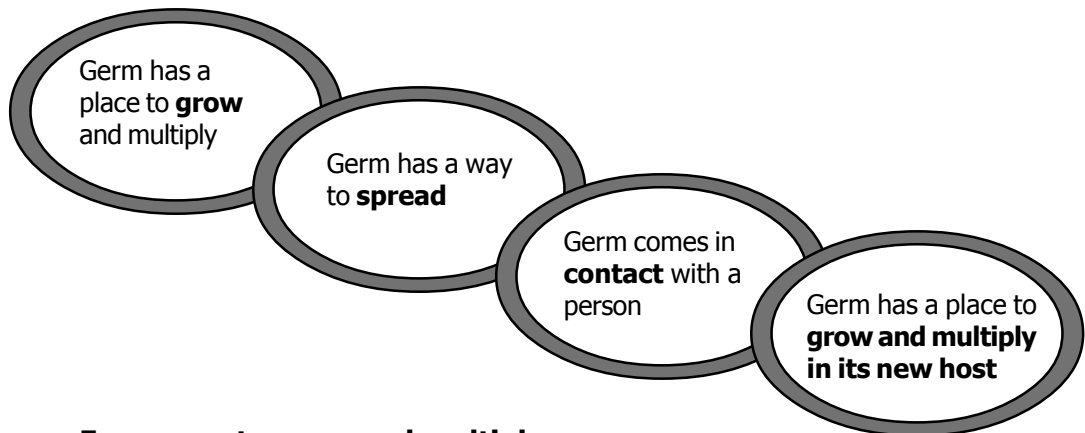 Germ has a
place to grow
and multiply
Germ has a way
to spread
Germ comes in
contact with a
person
Germ has a place to
grow and multiply
in its new host